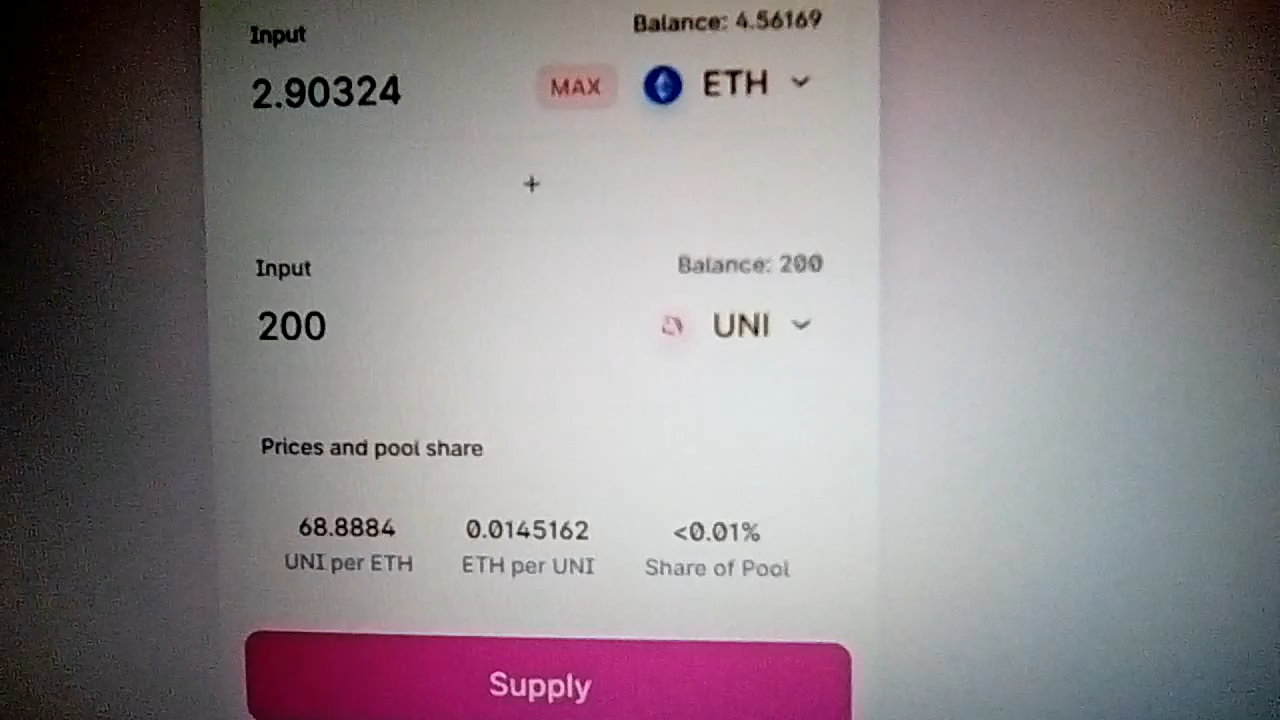 Input
Balance: 4.56169
2.90324
MAX
ETH
+
Input
Balance: 200
200
UNI
Prices and pool share
68.8884
0.0145162
<0.01%
UNI per ETH
ETH per UNI
Share of Pool
Supply